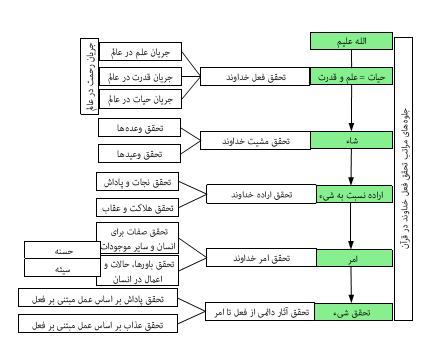 جلوه‌های مراتب تحقق فعل خداوند در قرآن
الله علیم
حیات = علم و قدرت
تحقق فعل خداوند
جریان علم در عالم
جریان قدرت در عالم
جریان حیات در عالم
جریان رحمت در عالم
شاء
تحقق مشیت خداوند
تحقق وعده‌ها
تحقق وعیدها
اراده نسبت به شیء
تحقق اراده خداوند
تحقق نجات و پاداش
تحقق هلاکت و عقاب
امر
تحقق امر خداوند
تحقق صفات برای
انسان و سایر موجودات
تحقق باورها، حالات و
اعمال در انسان
حسنه
سیئه
تحقق شیء
تحقق آثار دائمی از فعل تا امر
تحقق پاداش بر اساس عمل مبتنی بر فعل
تحقق عذاب بر اساس عمل مبتنی بر فعل